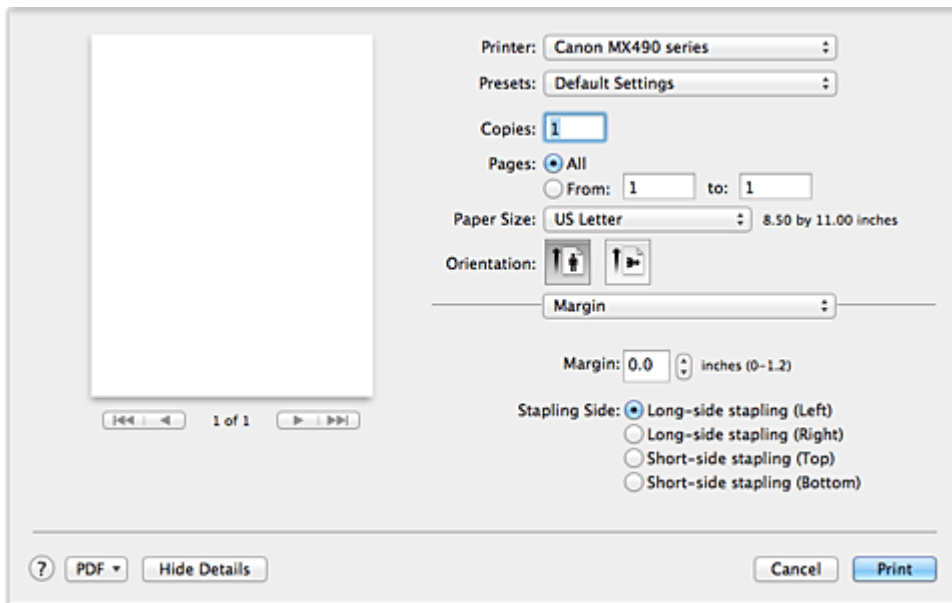 Printer: Canon MX490 series
Presets: Default Settings
Copies: 1
Pages: All
From: 1 to: 1
Paper Size: US Letter 8.50 by 11.00 inches
Orientation:
Margin
Margin: 0.0 inches (0-1.2)
Stapling Side: Long-side stapling (Left)
Long-side stapling (Right)
Short-side stapling (Top)
Short-side stapling (Bottom)
1 of 1
? PDF Hide Details Cancel Print